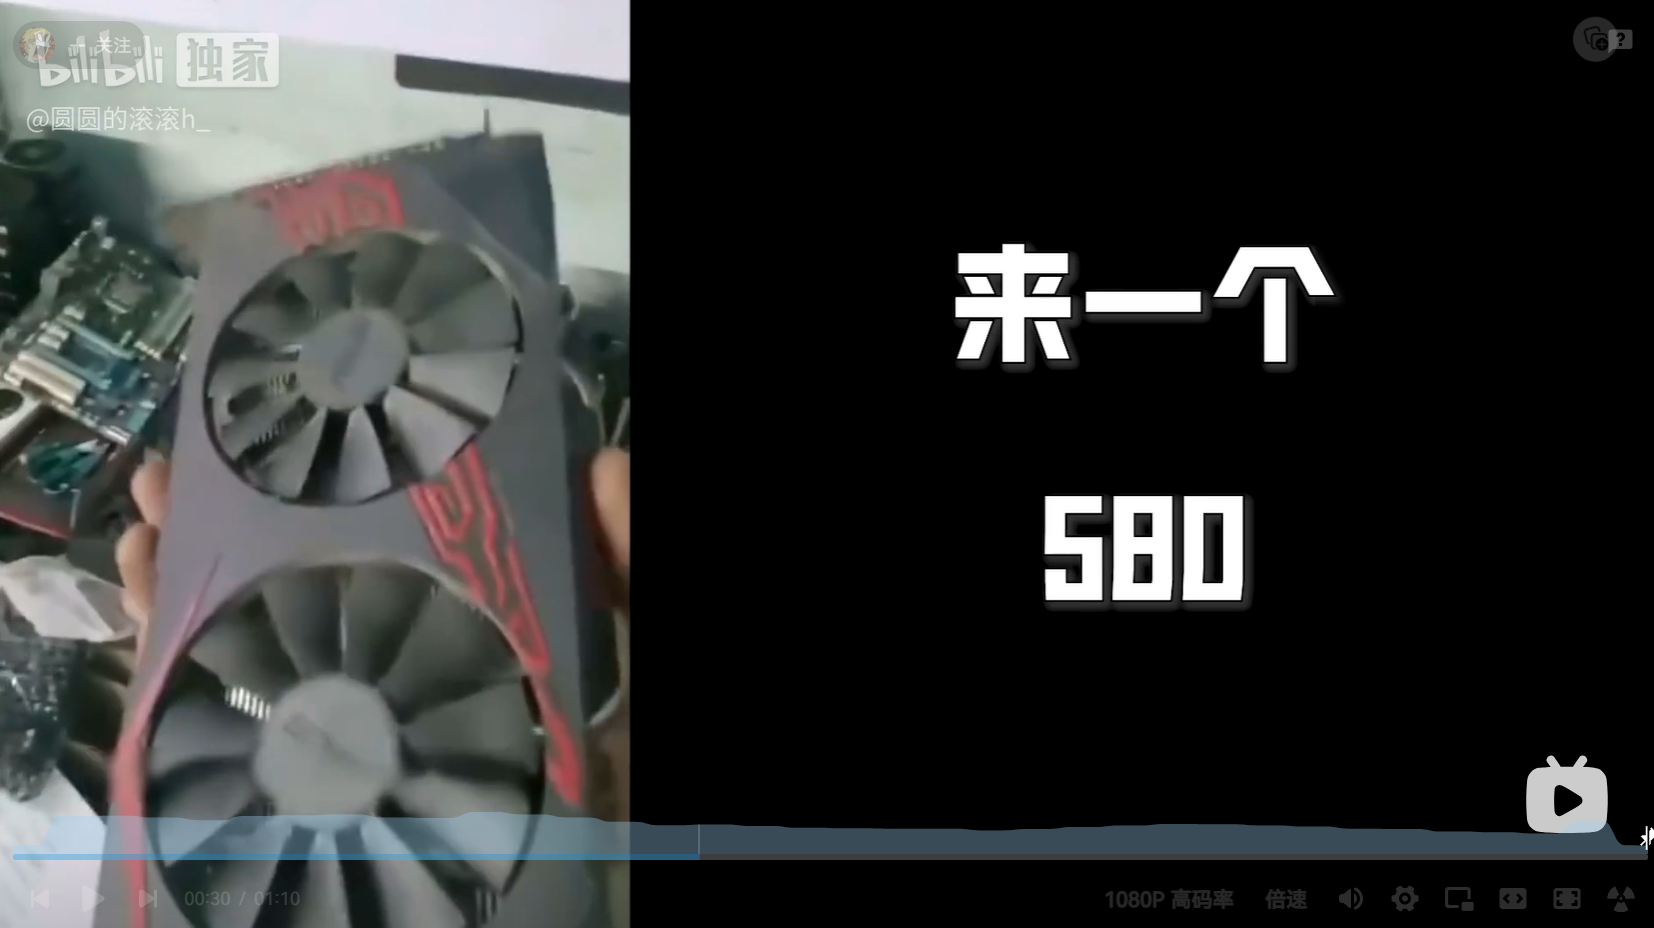 关注
bilibili 独家
@圆圆的滚滚h_
来一个
580
00:30 / 01:10
1080P 高码率 倍速